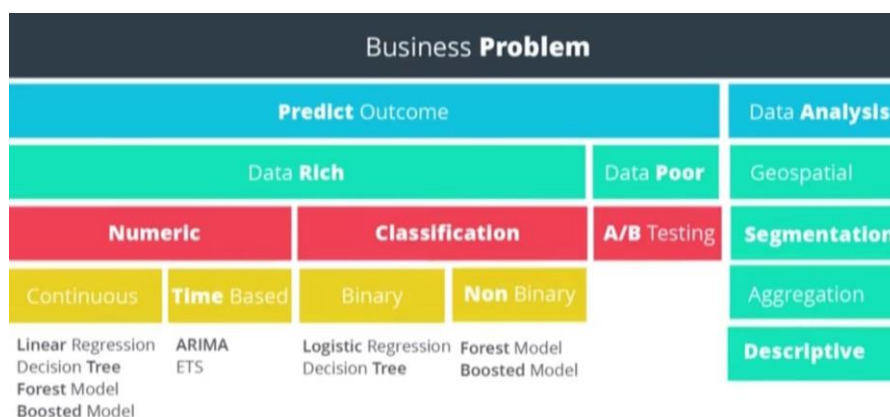 Business Problem
Predict Outcome
Data Analysis
Data Rich
Data Poor
Geospatial
Numeric
Classification
A/B Testing
Segmentation
Continuous
Time Based
Binary
Non Binary
Aggregation
Linear Regression
Decision Tree
Forest Model
Boosted Model
ARIMA
ETS
Logistic Regression
Decision Tree
Forest Model
Boosted Model
Descriptive